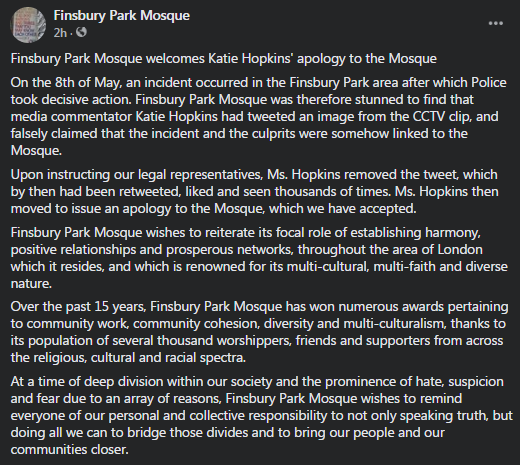 Finsbury Park Mosque
2h ·
Finsbury Park Mosque welcomes Katie Hopkins' apology to the Mosque
On the 8th of May, an incident occurred in the Finsbury Park area after which Police
took decisive action. Finsbury Park Mosque was therefore stunned to find that
media commentator Katie Hopkins had tweeted an image from the CCTV clip, and
falsely claimed that the incident and the culprits were somehow linked to the
Mosque.
Upon instructing our legal representatives, Ms. Hopkins removed the tweet, which
by then had been retweeted, liked and seen thousands of times. Ms. Hopkins then
moved to issue an apology to the Mosque, which we have accepted.
Finsbury Park Mosque wishes to reiterate its focal role of establishing harmony,
positive relationships and prosperous networks, throughout the area of London
which it resides, and which is renowned for its multi-cultural, multi-faith and diverse
nature.
Over the past 15 years, Finsbury Park Mosque has won numerous awards pertaining
to community work, community cohesion, diversity and multi-culturalism, thanks to
its population of several thousand worshippers, friends and supporters from across
the religious, cultural and racial spectra.
At a time of deep division within our society and the prominence of hate, suspicion
and fear due to an array of reasons, Finsbury Park Mosque wishes to remind
everyone of our personal and collective responsibility to not only speaking truth, but
doing all we can to bridge those divides and to bring our people and our
communities closer.